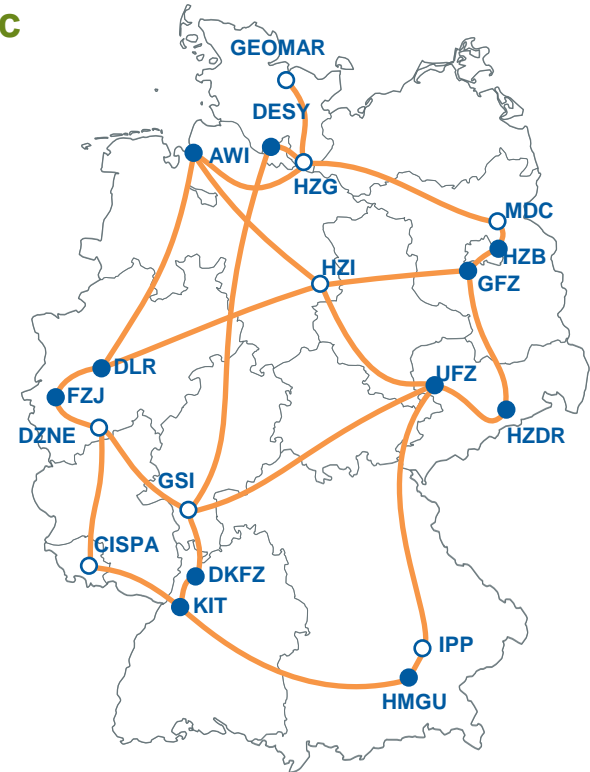 c
GEOMAR
DESY
AWI
HZG
MDC
HZB
HZI
GFZ
DLR
UFZ
FZJ
HZDR
DZNE
GSI
CISPA
DKFZ
KIT
IPP
HMGU